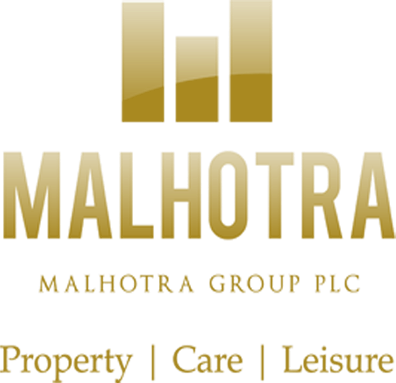 MALHOTRA
MALHOTRA GROUP PLC
Property | Care | Leisure